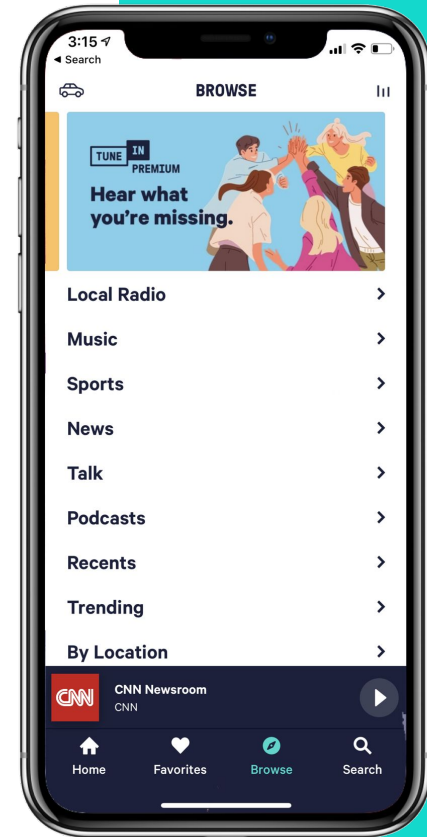 3:15
◀ Search
BROWSE
TUNE IN
PREMIUM
Hear what
you're missing.
Local Radio
Music
Sports
News
Talk
Podcasts
Recents
Trending
By Location
CNN
CNN Newsroom
CNN
Home Favorites Browse Search